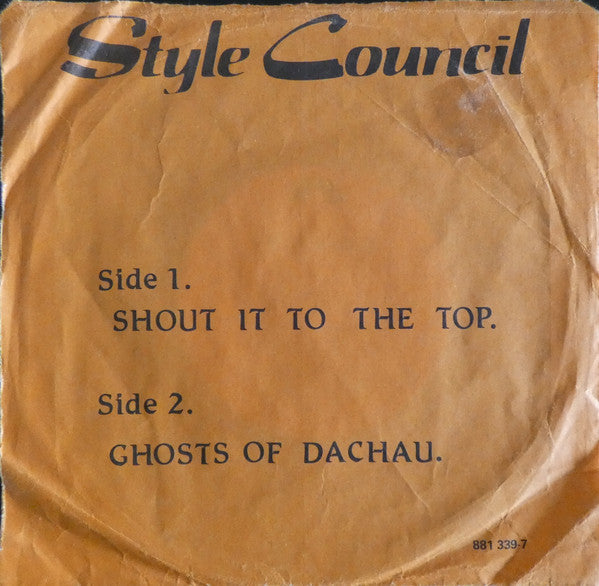 Style Council
Side 1.
SHOUT IT TO THE TOP.
Side 2.
GHOSTS OF DACHAU.
881 339-7